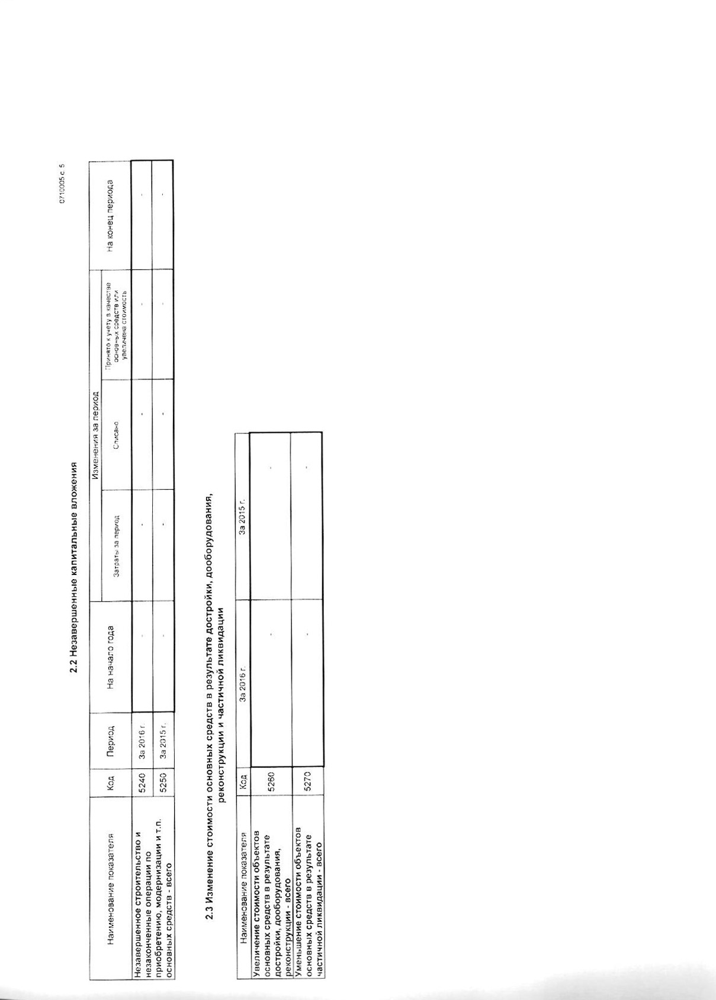 0710005 с. 5
2.2 Незавершенные капитальные вложения
Наименование показателя
Код
Период
На начало года
Изменения за период
На конец периода
Затраты за период
Списано
Принято к учету в качестве
основных средств или
увеличена стоимость
Незавершенное строительство и
незаконченные операции по
приобретению, модернизации и т.п.
основных средств - всего
5240
За 2016 г.
-
-
-
-
-
5250
За 2015 г.
-
-
-
-
-
2.3 Изменение стоимости основных средств в результате достройки, дооборудования,
реконструкции и частичной ликвидации
Наименование показателя
Код
За 2016 г.
За 2015 г.
Увеличение стоимости объектов
основных средств в результате
достройки, дооборудования,
реконструкции - всего
5260
-
-
Уменьшение стоимости объектов
основных средств в результате
частичной ликвидации - всего
5270
-
-